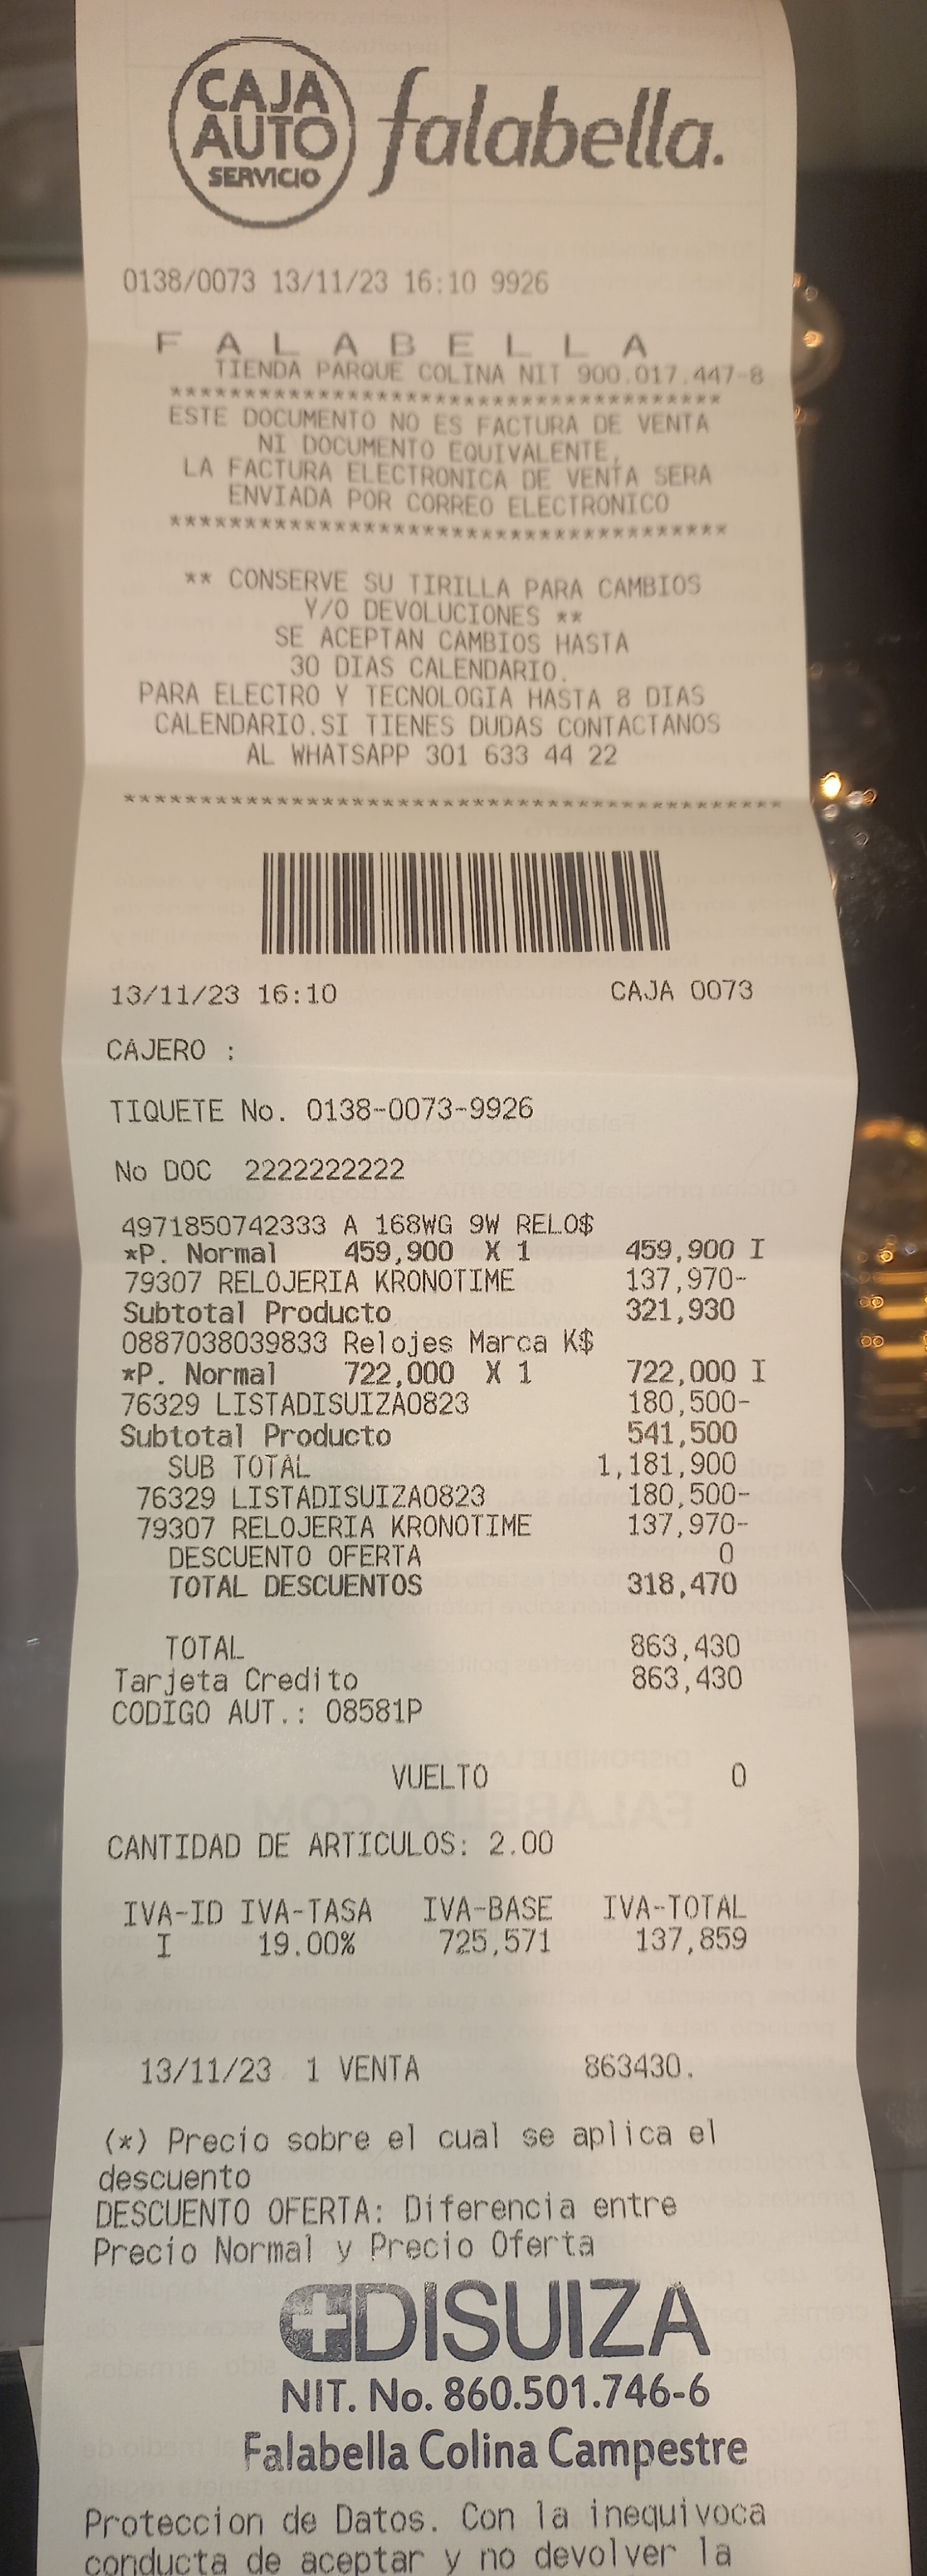 CAJA
AUTO
SERVICIO
falabella.
0138/0073 13/11/23 16:10 9926
F A L A B E L L A
TIENDA PARQUE COLINA NIT 900.017.447-8
***********************************
ESTE DOCUMENTO NO ES FACTURA DE VENTA
NI DOCUMENTO EQUIVALENTE,
LA FACTURA ELECTRONICA DE VENTA SERA
ENVIADA POR CORREO ELECTRONICO
***********************************
** CONSERVE SU TIRILLA PARA CAMBIOS
Y/O DEVOLUCIONES **
SE ACEPTAN CAMBIOS HASTA
30 DIAS CALENDARIO.
PARA ELECTRO Y TECNOLOGIA HASTA 8 DIAS
CALENDARIO.SI TIENES DUDAS CONTACTANOS
AL WHATSAPP 301 633 44 22
******************************************
13/11/23 16:10 CAJA 0073
CAJERO :
TIQUETE No. 0138-0073-9926
No DOC 2222222222
4971850742333 A 168WG 9W RELO$
*P. Normal 459,900 X 1 459,900 I
79307 RELOJERIA KRONOTIME 137,970-
Subtotal Producto 321,930
0887038039833 Relojes Marca K$
*P. Normal 722,000 X 1 722,000 I
76329 LISTADISUIZA0823 180,500-
Subtotal Producto 541,500
SUB TOTAL 1,181,900
76329 LISTADISUIZA0823 180,500-
79307 RELOJERIA KRONOTIME 137,970-
DESCUENTO OFERTA 0
TOTAL DESCUENTOS 318,470
TOTAL 863,430
Tarjeta Credito 863,430
CODIGO AUT.: 08581P
VUELTO 0
CANTIDAD DE ARTICULOS: 2.00
IVA-ID IVA-TASA IVA-BASE IVA-TOTAL
I 19.00% 725,571 137,859
13/11/23 1 VENTA 863430.
(*) Precio sobre el cual se aplica el
descuento
DESCUENTO OFERTA: Diferencia entre
Precio Normal y Precio Oferta
DISUIZA
NIT. No. 860.501.746-6
Falabella Colina Campestre
Proteccion de Datos. Con la inequivoca
conducta de aceptar y no devolver la